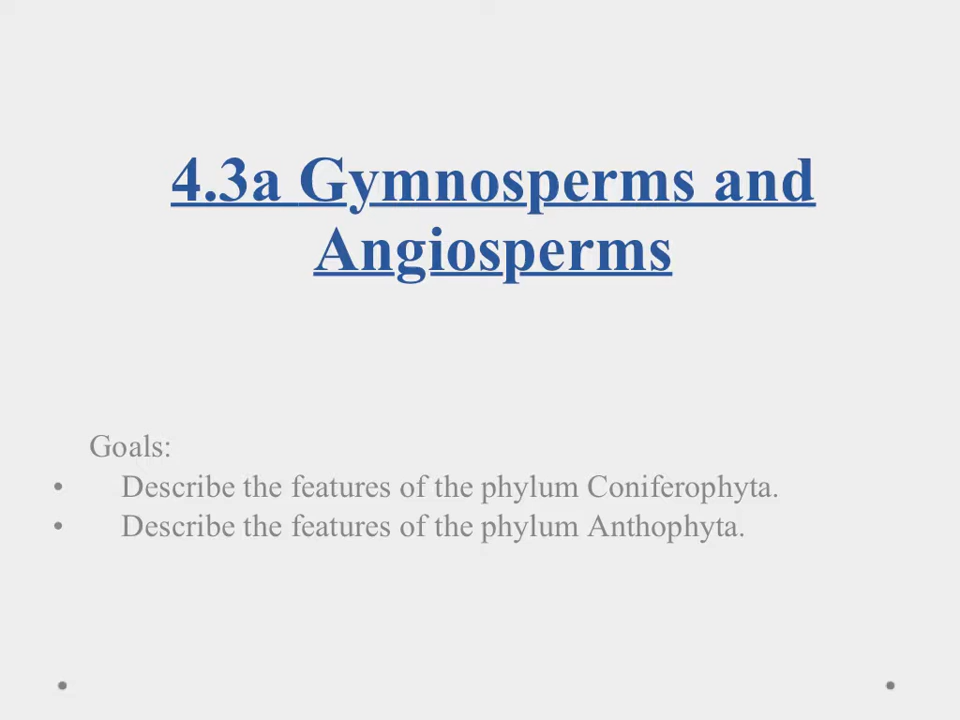 4.3a Gymnosperms and
Angiosperms
Goals:
• Describe the features of the phylum Coniferophyta.
• Describe the features of the phylum Anthophyta.